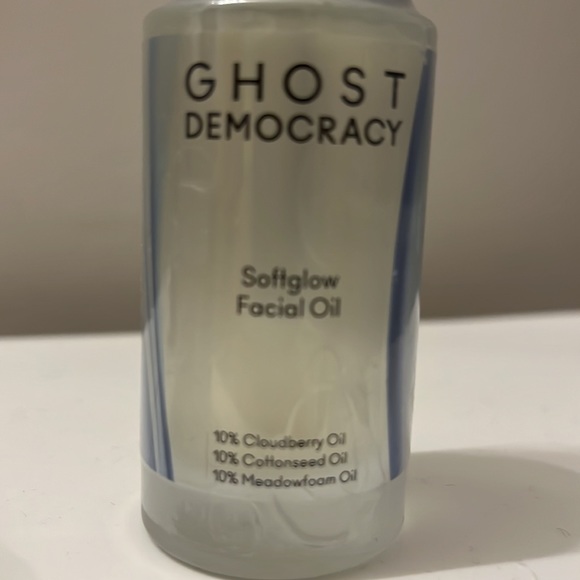 GHOST
DEMOCRACY
Softglow
Facial Oil
10% Cloudberry Oil
10% Cottonseed Oil
10% Meadowfoam Oil